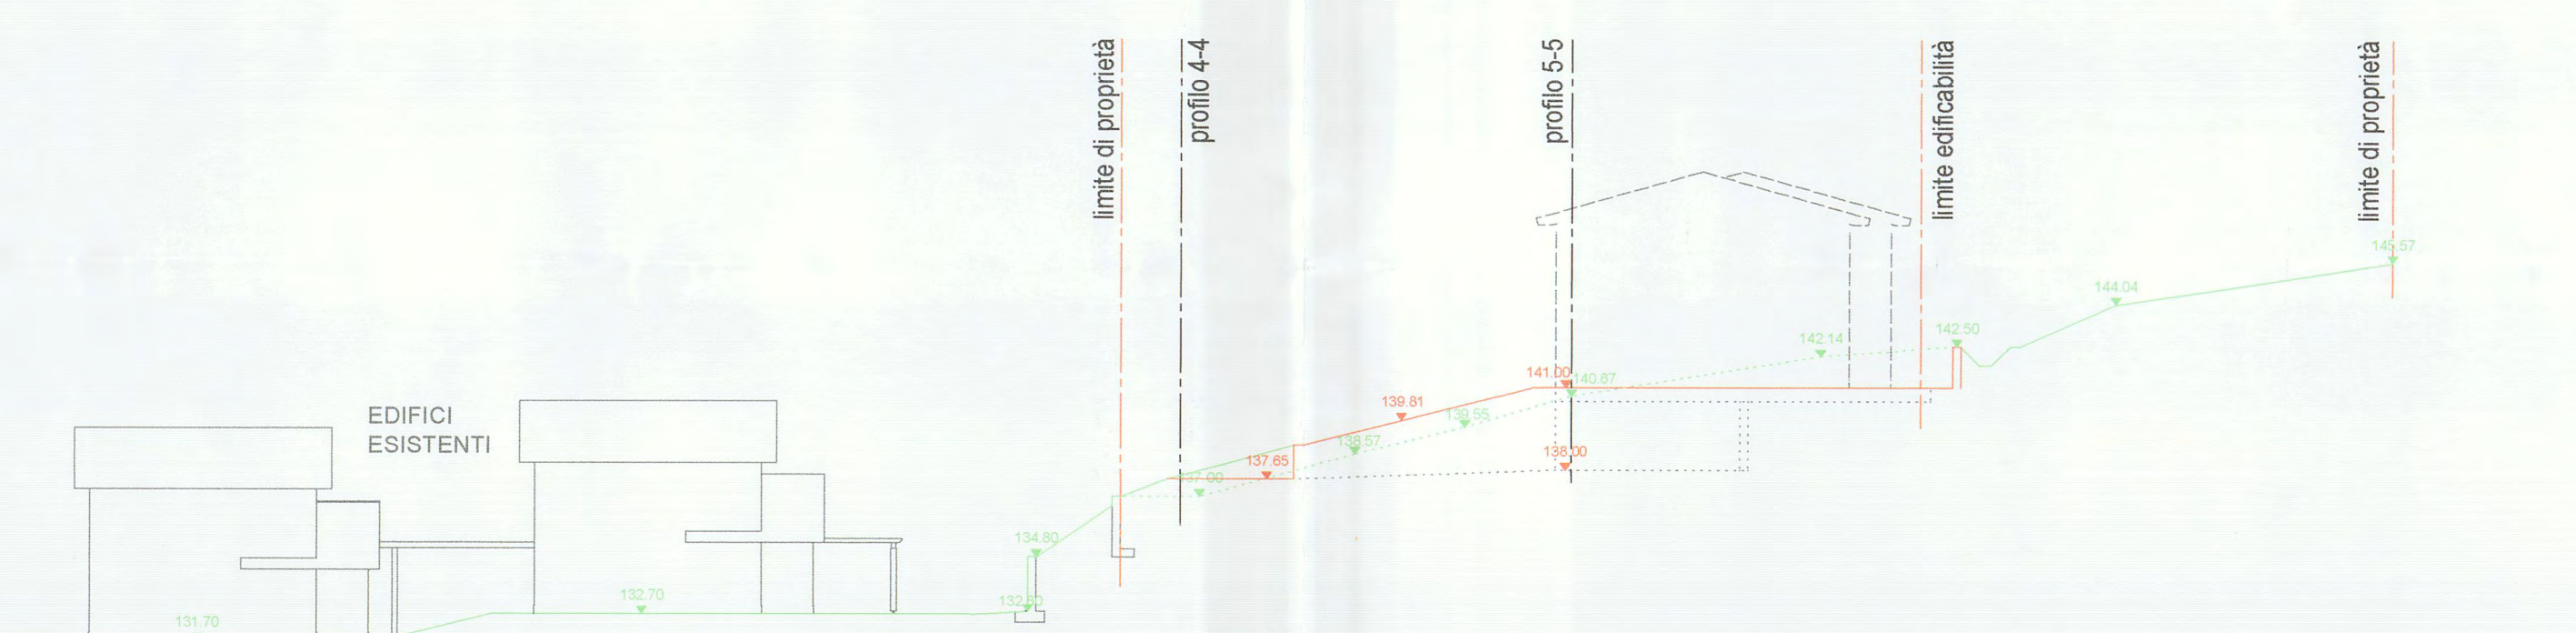 limite di proprietà
profilo 4-4
profilo 5-5
limite edificabilità
limite di proprietà
145.57
144.04
142.50
142.14
141.00
140.67
139.81
139.55
138.57
138.00
137.65
137.00
EDIFICI
ESISTENTI
134.80
132.70
131.70